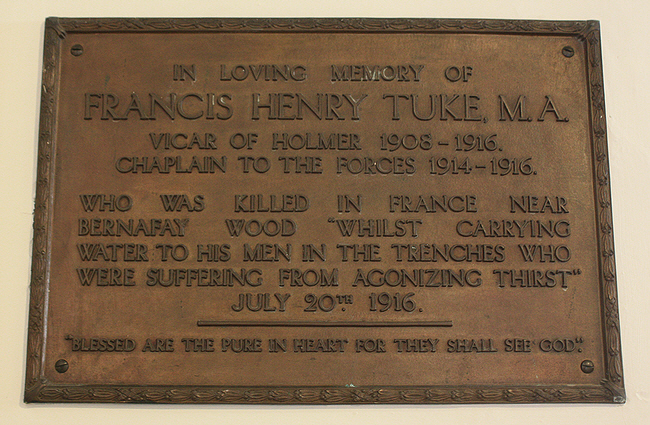 IN LOVING MEMORY OF
FRANCIS HENRY TUKE, M.A.
VICAR OF HOLMER 1908-1916.
CHAPLAIN TO THE FORCES 1914-1916.
WHO WAS KILLED IN FRANCE NEAR
BERNAFAY WOOD "WHILST CARRYING
WATER TO HIS MEN IN THE TRENCHES WHO
WERE SUFFERING FROM AGONIZING THIRST"
JULY 20TH. 1916.
"BLESSED ARE THE PURE IN HEART FOR THEY SHALL SEE GOD."